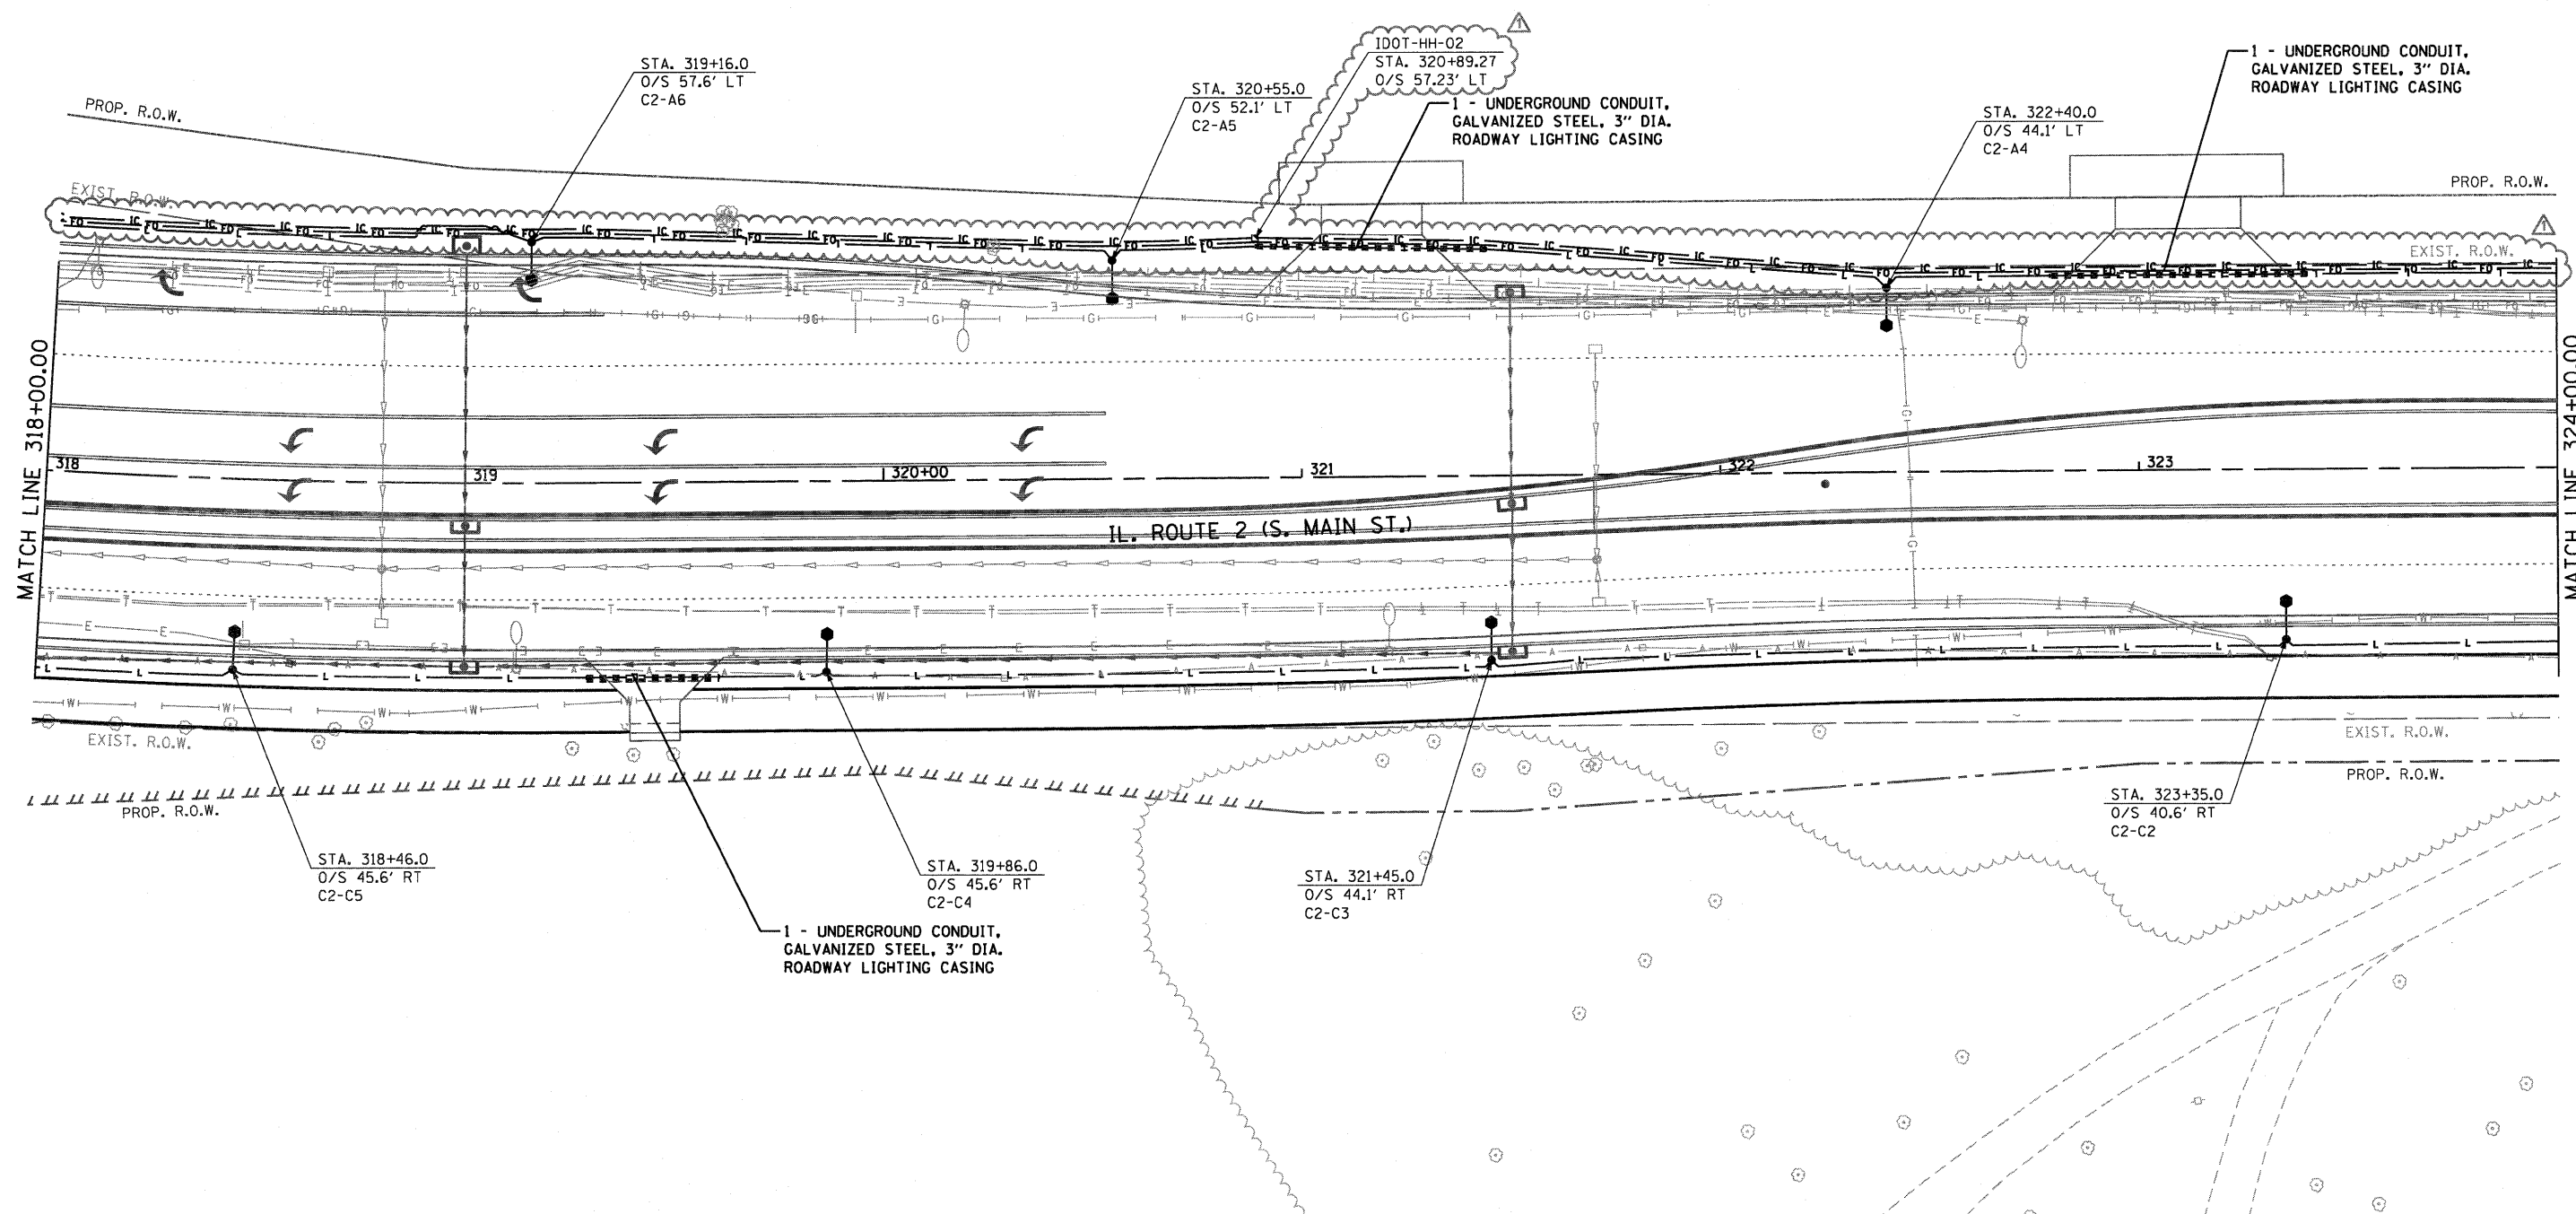 IDOT-HH-02
STA. 320+89.27
O/S 57.23' LT
1
STA. 319+16.0
O/S 57.6' LT
C2-A6
STA. 320+55.0
O/S 52.1' LT
C2-A5
1 - UNDERGROUND CONDUIT,
GALVANIZED STEEL, 3" DIA.
ROADWAY LIGHTING CASING
STA. 322+40.0
O/S 44.1' LT
C2-A4
1 - UNDERGROUND CONDUIT,
GALVANIZED STEEL, 3" DIA.
ROADWAY LIGHTING CASING
PROP. R.O.W.
EXIST. R.O.W.
PROP. R.O.W.
1
EXIST. R.O.W.
MATCH LINE 318+00.00
318
319
320+00
321
322
323
MATCH LINE 324+00.00
IL. ROUTE 2 (S. MAIN ST.)
EXIST. R.O.W.
PROP. R.O.W.
EXIST. R.O.W.
PROP. R.O.W.
STA. 318+46.0
O/S 45.6' RT
C2-C5
1 - UNDERGROUND CONDUIT,
GALVANIZED STEEL, 3" DIA.
ROADWAY LIGHTING CASING
STA. 319+86.0
O/S 45.6' RT
C2-C4
STA. 321+45.0
O/S 44.1' RT
C2-C3
STA. 323+35.0
O/S 40.6' RT
C2-C2